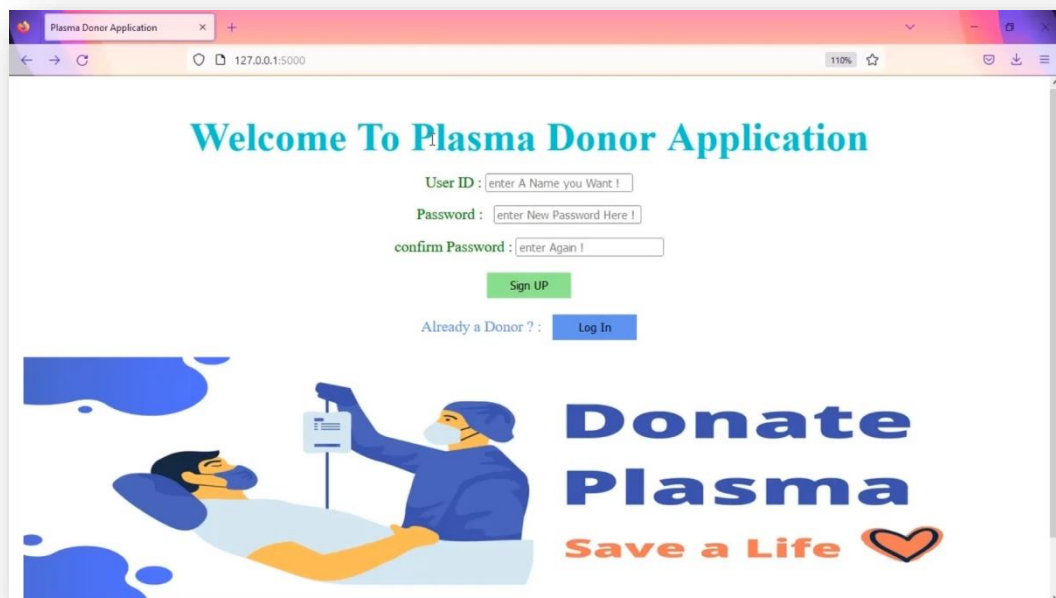 Plasma Donor Application
127.0.0.1:5000
110%
Welcome To Plasma Donor Application
User ID : enter A Name you Want !
Password : enter New Password Here !
confirm Password : enter Again !
Sign UP
Already a Donor ? : Log In
Donate
Plasma
Save a Life